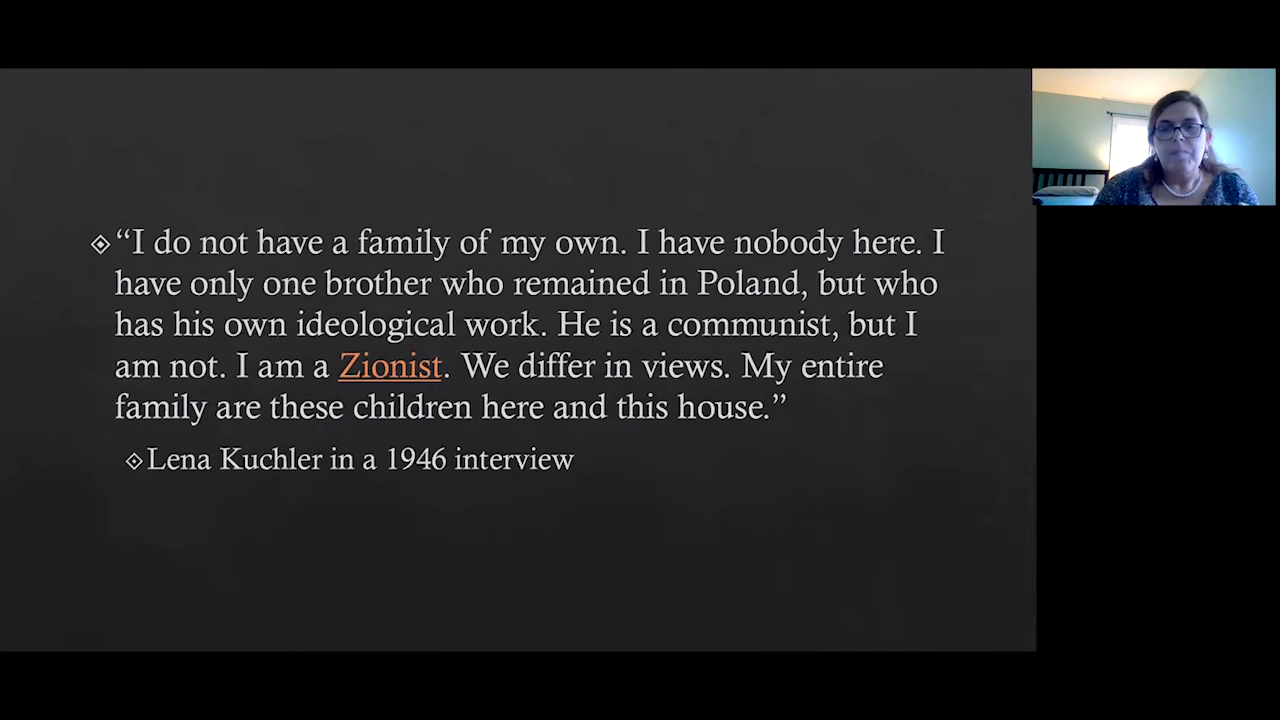 “I do not have a family of my own. I have nobody here. I
have only one brother who remained in Poland, but who
has his own ideological work. He is a communist, but I
am not. I am a Zionist. We differ in views. My entire
family are these children here and this house.”
Lena Kuchler in a 1946 interview